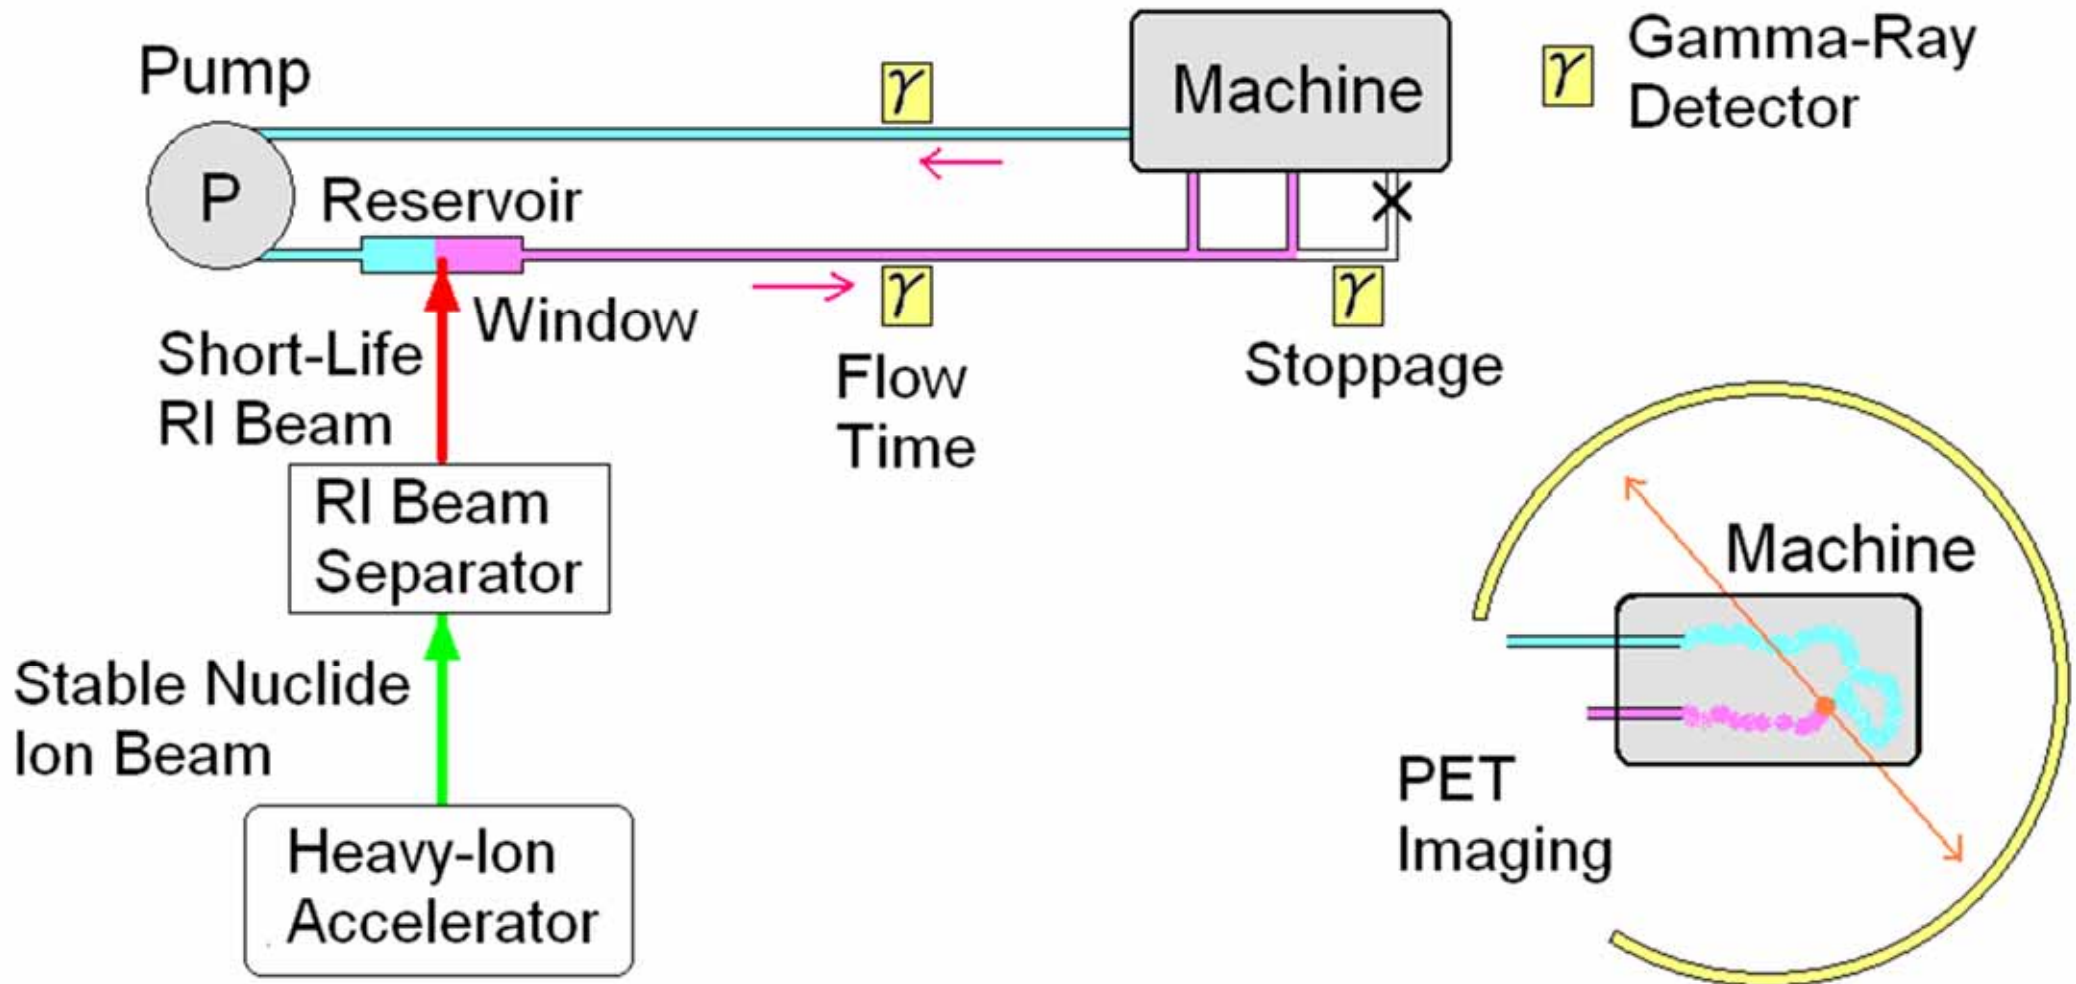 Pump
P
Reservoir
Window
Short-Life
RI Beam
RI Beam
Separator
Stable Nuclide
Ion Beam
Heavy-Ion
Accelerator
γ
γ
Flow
Time
Machine
γ
Stoppage
γ
Gamma-Ray
Detector
Machine
PET
Imaging